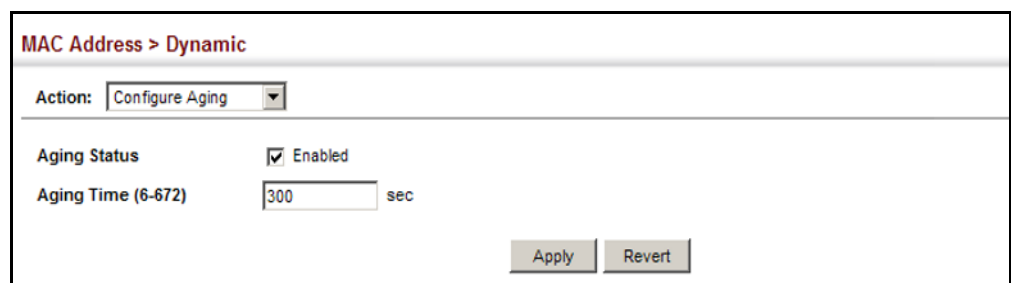 MAC Address > Dynamic
Action: Configure Aging
Aging Status Enabled
Aging Time (6-672) 300 sec
Apply Revert